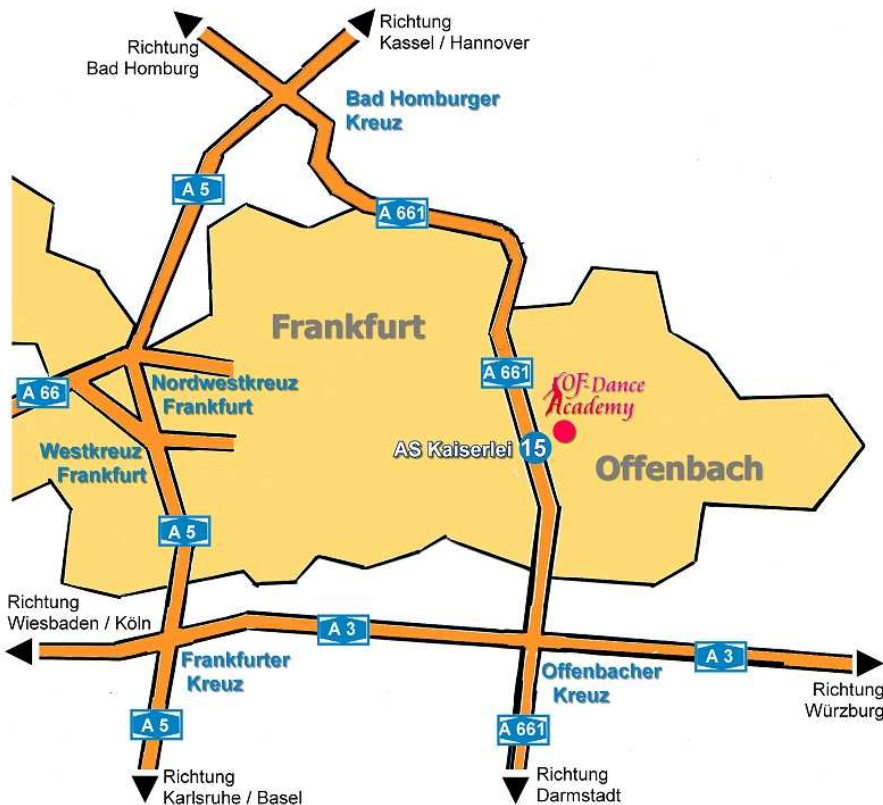 Richtung
Kassel / Hannover
Richtung
Bad Homburg
Bad Homburger
Kreuz
A 5
A 661
Frankfurt
A 661
OF-Dance
Academy
A 66
Nordwestkreuz
Frankfurt
Westkreuz
Frankfurt
AS Kaiserlei 15
Offenbach
A 5
Richtung
Wiesbaden / Köln
A 3
A 3
Frankfurter
Kreuz
Offenbacher
Kreuz
Richtung
Würzburg
A 5
A 661
Richtung
Karlsruhe / Basel
Richtung
Darmstadt